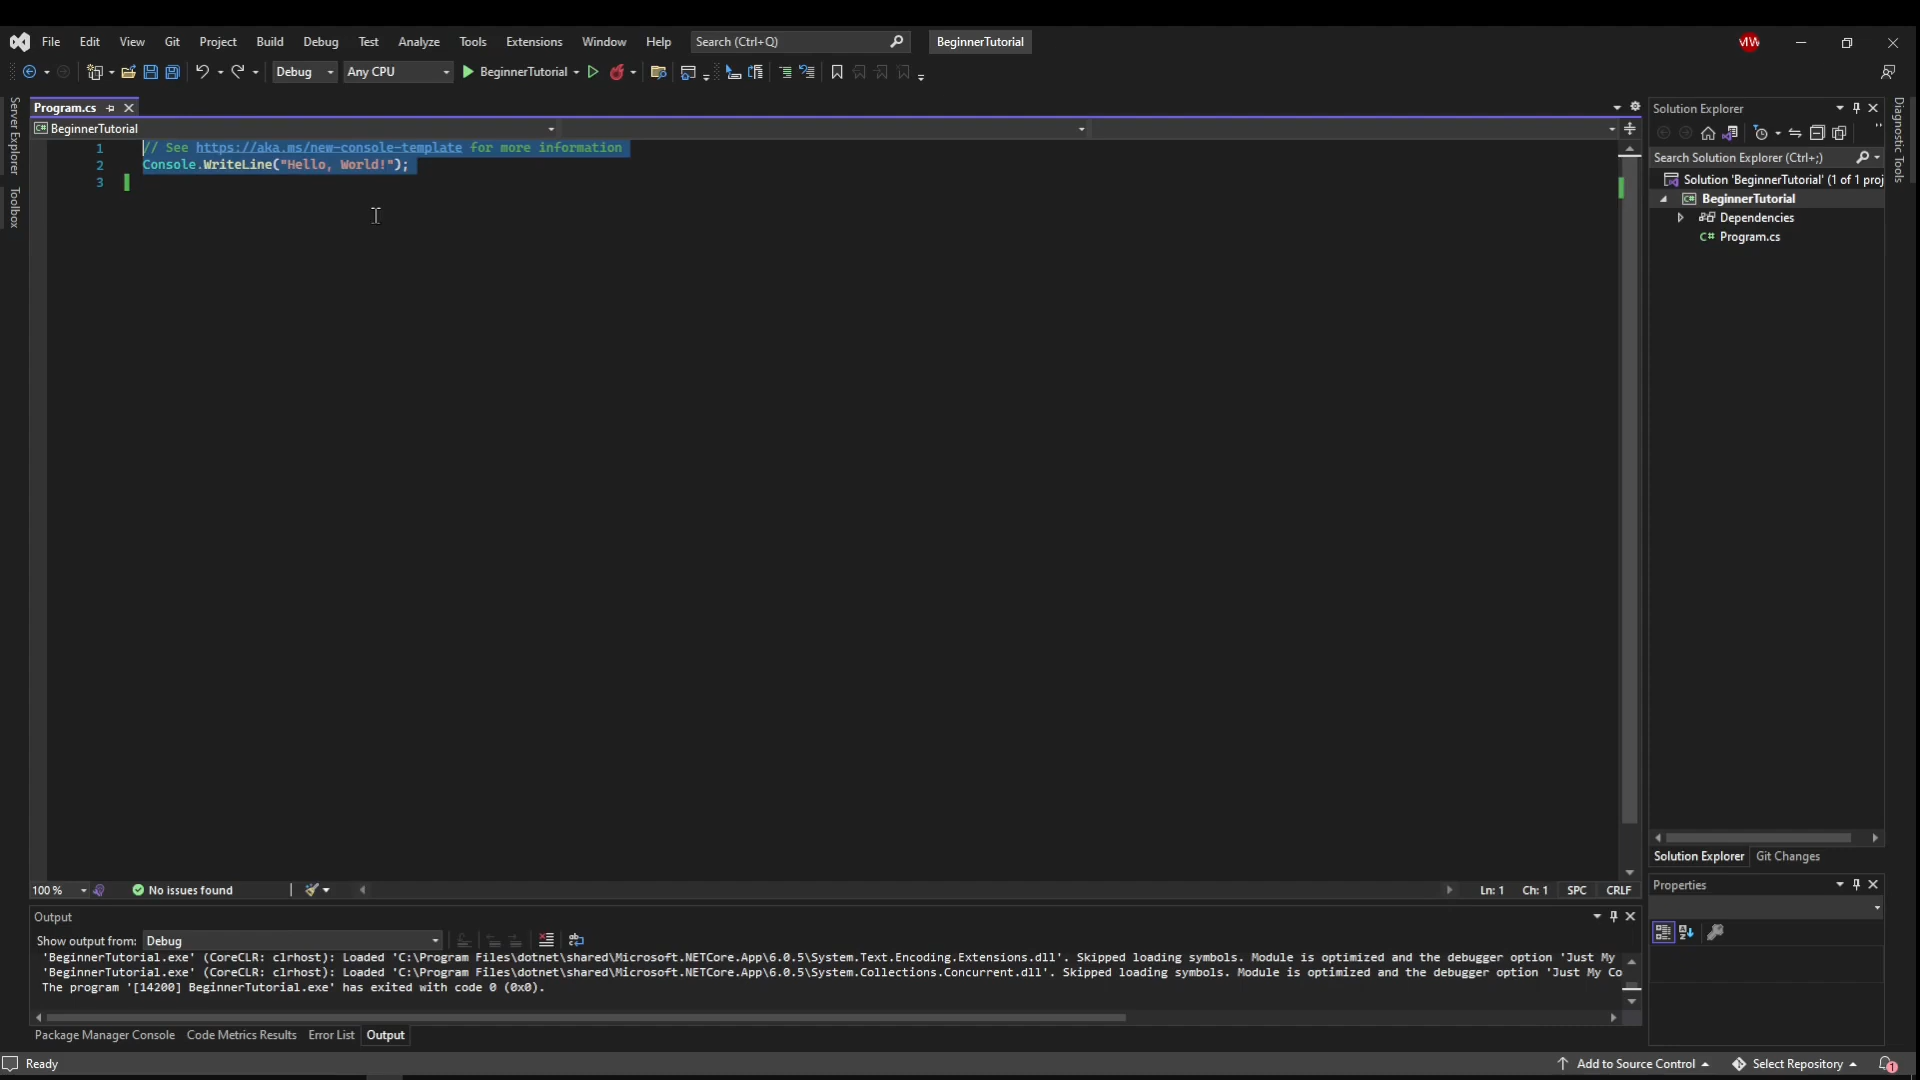 File Edit View Git Project Build Debug Test Analyze Tools Extensions Window Help Search (Ctrl+Q) BeginnerTutorial MW
Debug Any CPU BeginnerTutorial
Server Explorer
Toolbox
Program.cs
BeginnerTutorial
1 // See https://aka.ms/new-console-template for more information
2 Console.WriteLine("Hello, World!");
3
Solution Explorer
Search Solution Explorer (Ctrl+;)
Solution 'BeginnerTutorial' (1 of 1 proj
BeginnerTutorial
Dependencies
C# Program.cs
Diagnostic Tools
Solution Explorer Git Changes
Properties
100 % No issues found Ln: 1 Ch: 1 SPC CRLF
Output
Show output from: Debug
'BeginnerTutorial.exe' (CoreCLR: clrhost): Loaded 'C:\Program Files\dotnet\shared\Microsoft.NETCore.App\6.0.5\System.Text.Encoding.Extensions.dll'. Skipped loading symbols. Module is optimized and the debugger option 'Just My
'BeginnerTutorial.exe' (CoreCLR: clrhost): Loaded 'C:\Program Files\dotnet\shared\Microsoft.NETCore.App\6.0.5\System.Collections.Concurrent.dll'. Skipped loading symbols. Module is optimized and the debugger option 'Just My Co
The program '[14200] BeginnerTutorial.exe' has exited with code 0 (0x0).
Package Manager Console Code Metrics Results Error List Output
Ready Add to Source Control Select Repository 1